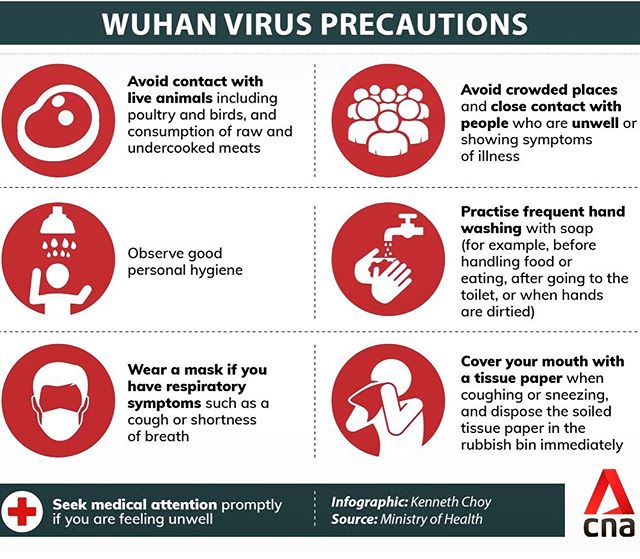 WUHAN VIRUS PRECAUTIONS
Avoid contact with
live animals including
poultry and birds, and
consumption of raw and
undercooked meats
Avoid crowded places
and close contact with
people who are unwell or
showing symptoms
of illness
Observe good
personal hygiene
Practise frequent hand
washing with soap
(for example, before
handling food or
eating, after going to the
toilet, or when hands
are dirtied)
Wear a mask if you
have respiratory
symptoms such as a
cough or shortness
of breath
Cover your mouth with
a tissue paper when
coughing or sneezing,
and dispose the soiled
tissue paper in the
rubbish bin immediately
Seek medical attention promptly
if you are feeling unwell
Infographic: Kenneth Choy
Source: Ministry of Health
cna